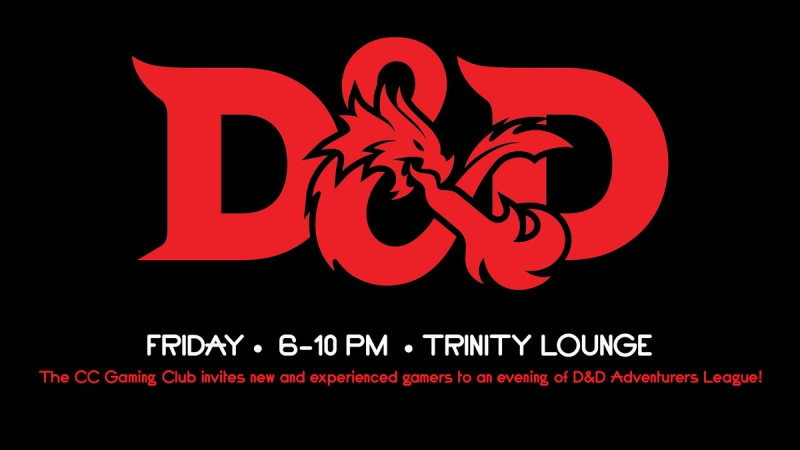 D&D
FRIDAY • 6-10 PM • TRINITY LOUNGE
The CC Gaming Club invites new and experienced gamers to an evening of D&D Adventurers League!